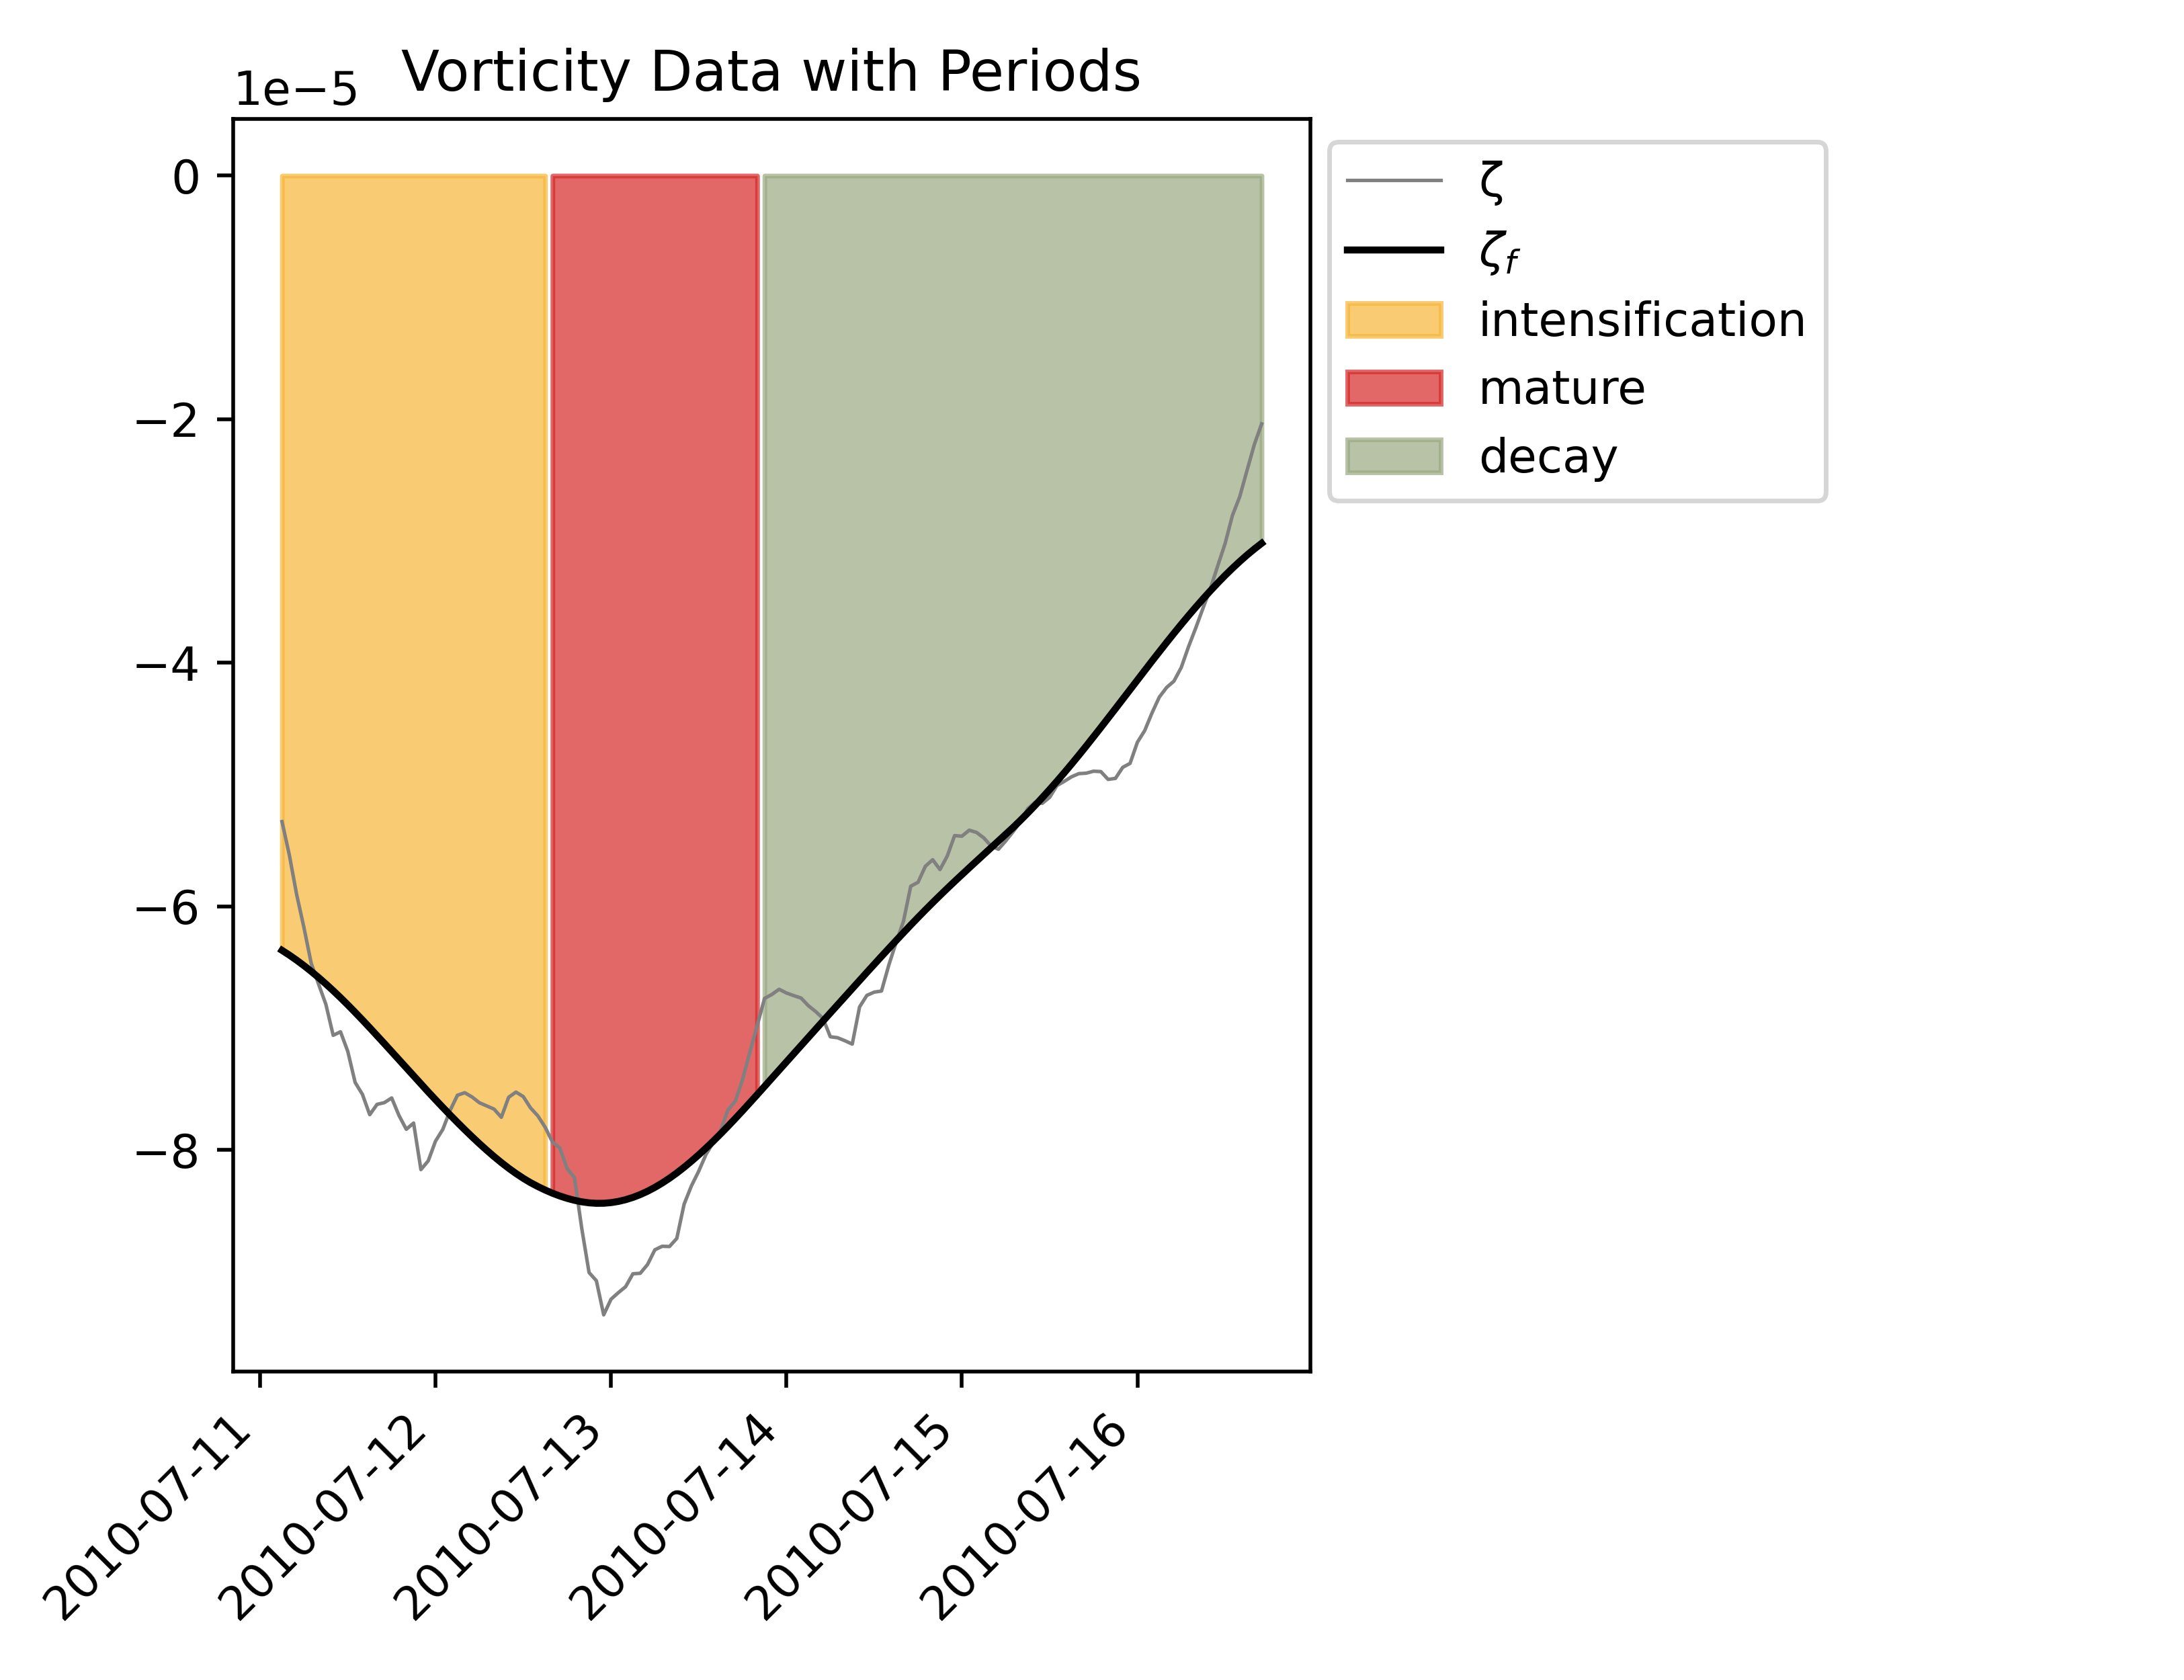 Vorticity Data with Periods
1e−5
0
−2
−4
−6
−8
2010-07-11
2010-07-12
2010-07-13
2010-07-14
2010-07-15
2010-07-16
ζ
ζf
intensification
mature
decay